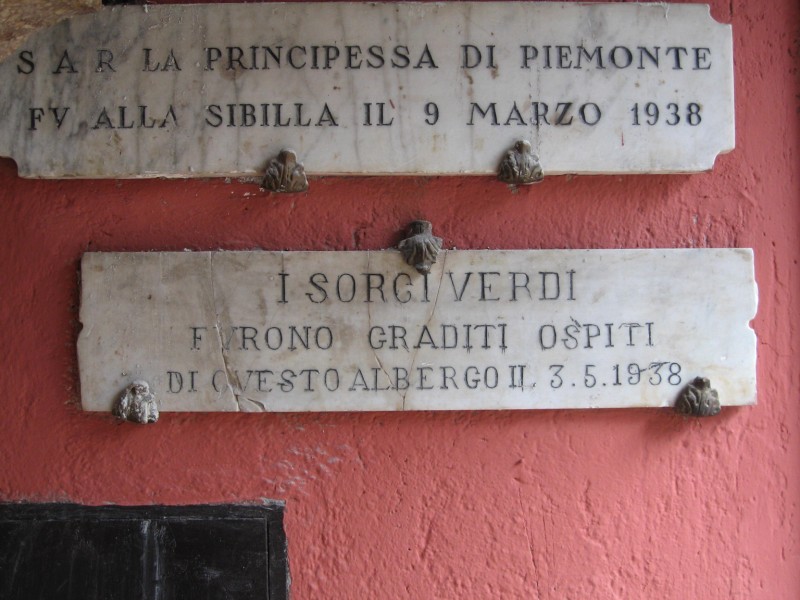 S A R LA PRINCIPESSA DI PIEMONTE
FV ALLA SIBILLA IL 9 MARZO 1938
I SORCI VERDI
FVRONO GRADITI OSPITI
DI QVESTO ALBERGO IL 3.5.1938